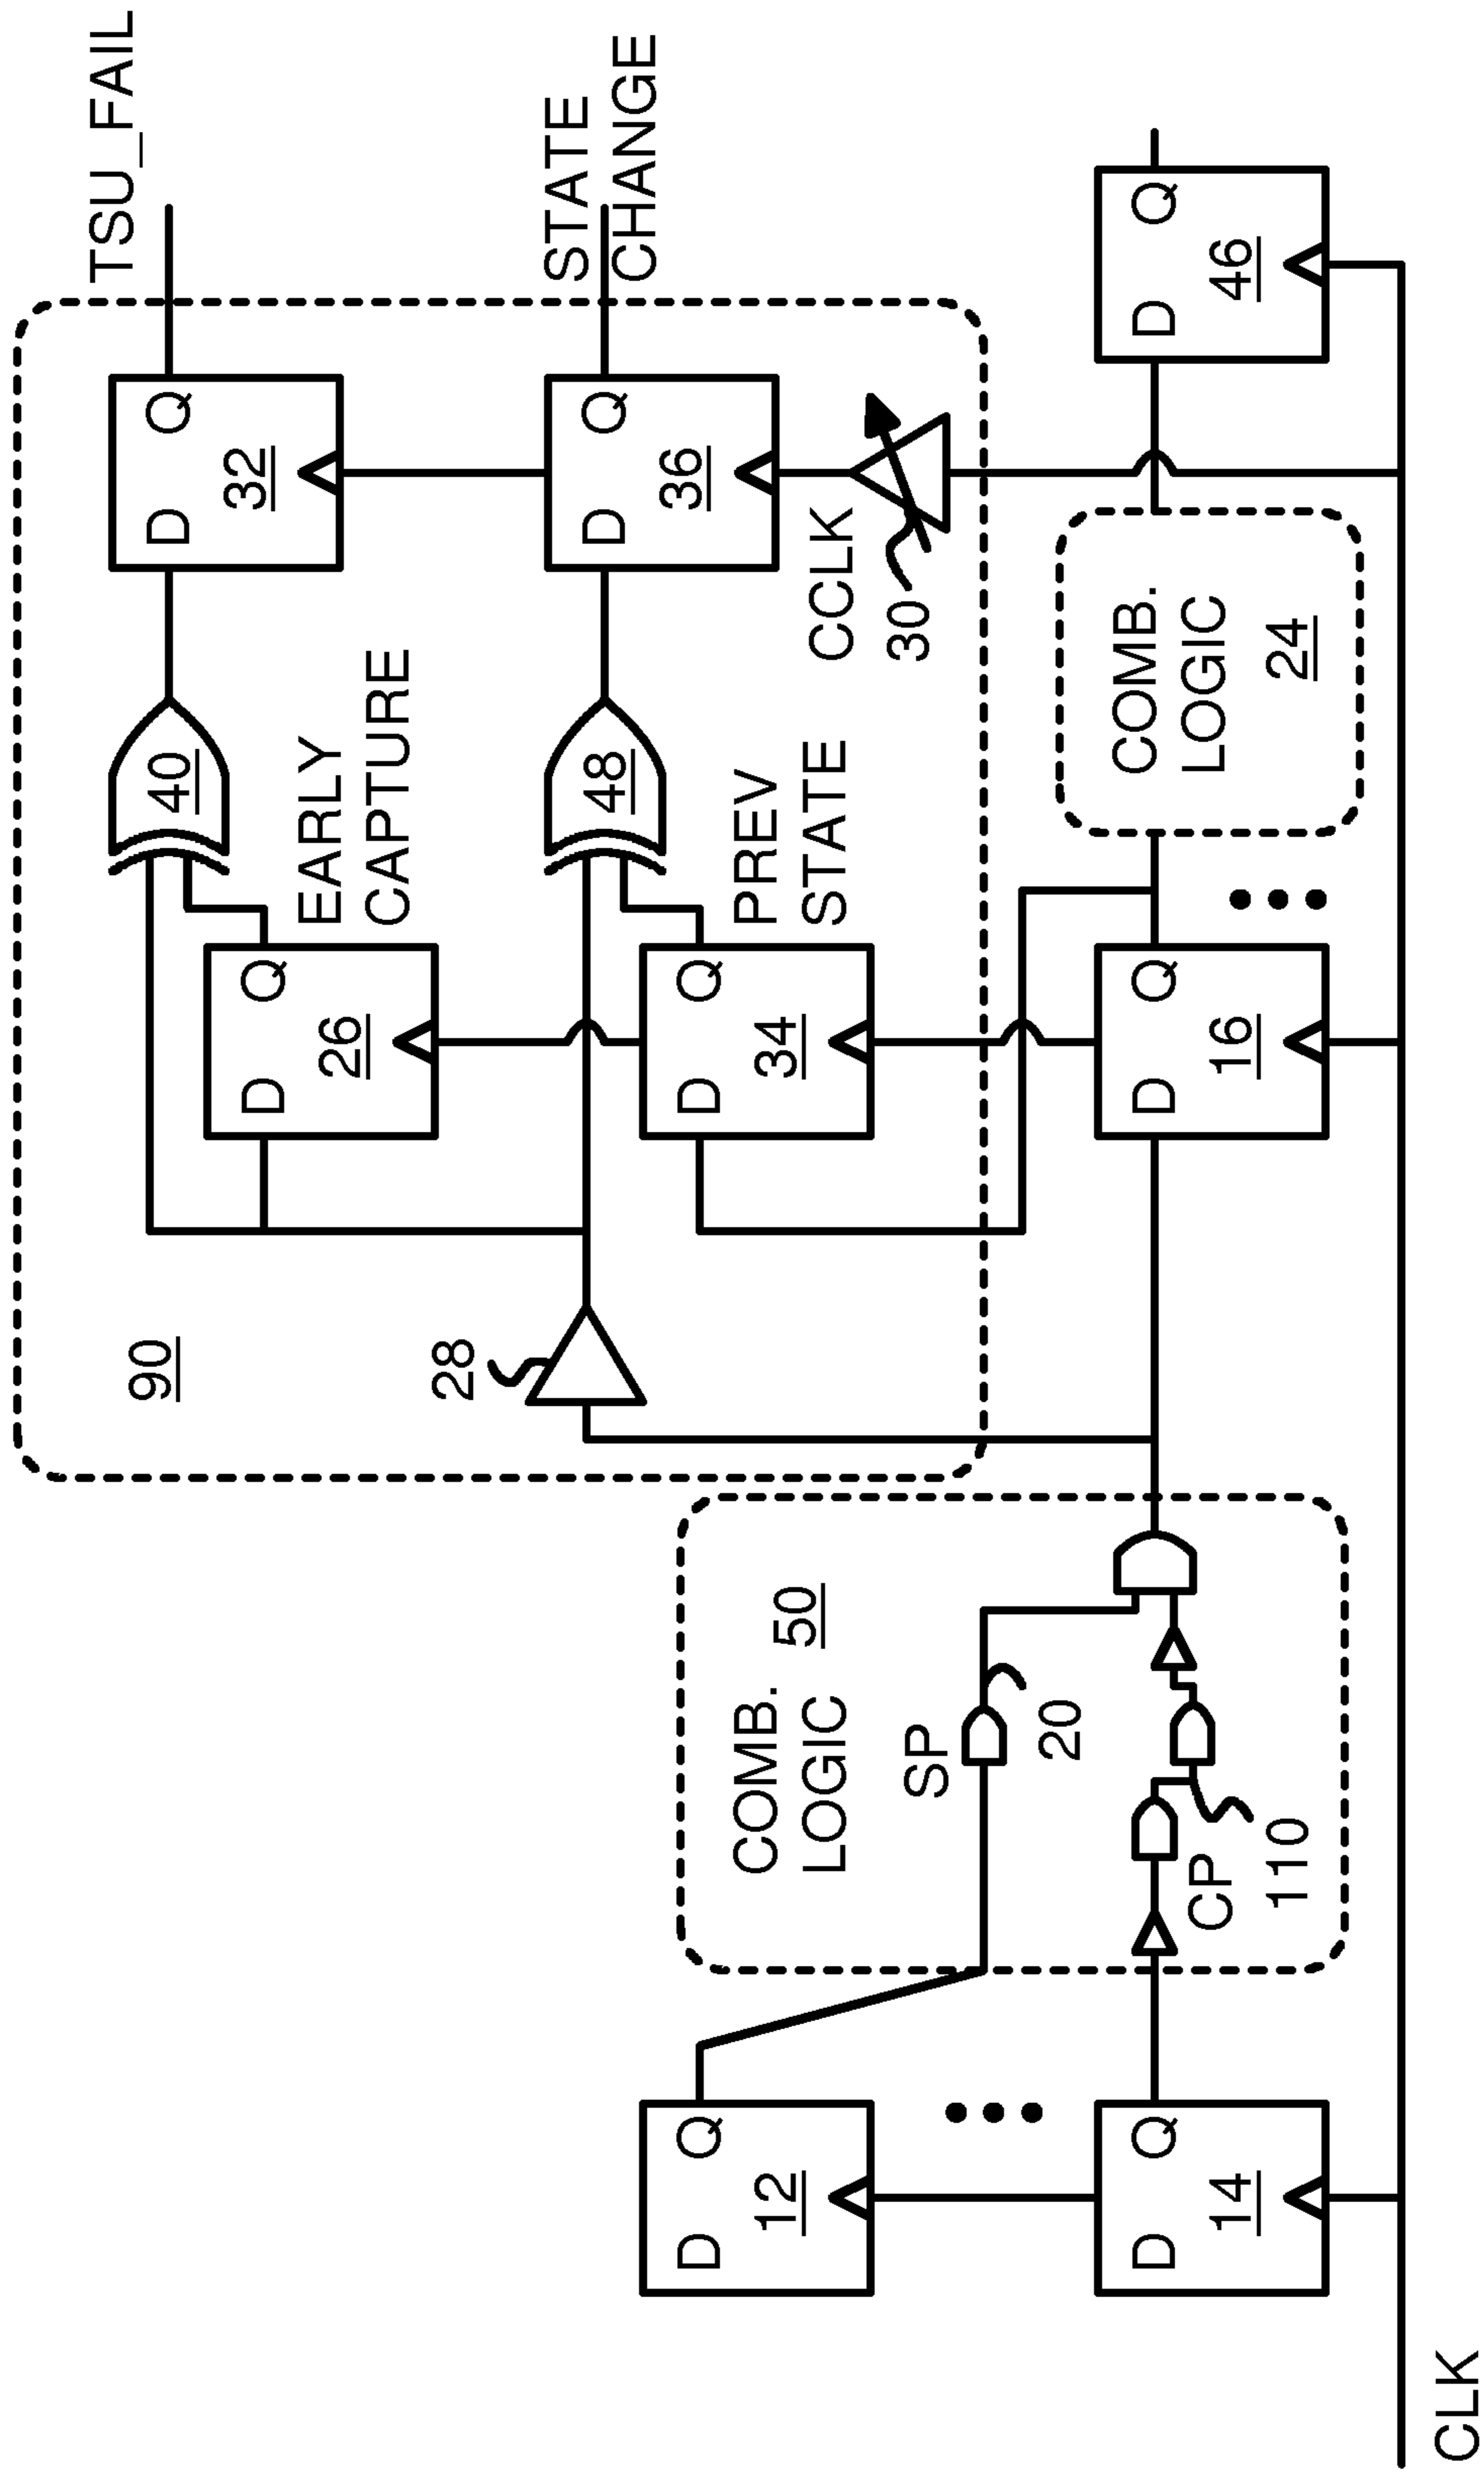 TSU_FAIL
D Q
32
40
EARLY
CAPTURE
D Q
26
90
28
STATE
CHANGE
D Q
36
48
PREV
STATE
D Q
34
CCLK
30
COMB.
LOGIC
50
SP
20
CP
110
D Q
12
D Q
14
D Q
16
COMB.
LOGIC
24
D Q
46
CLK